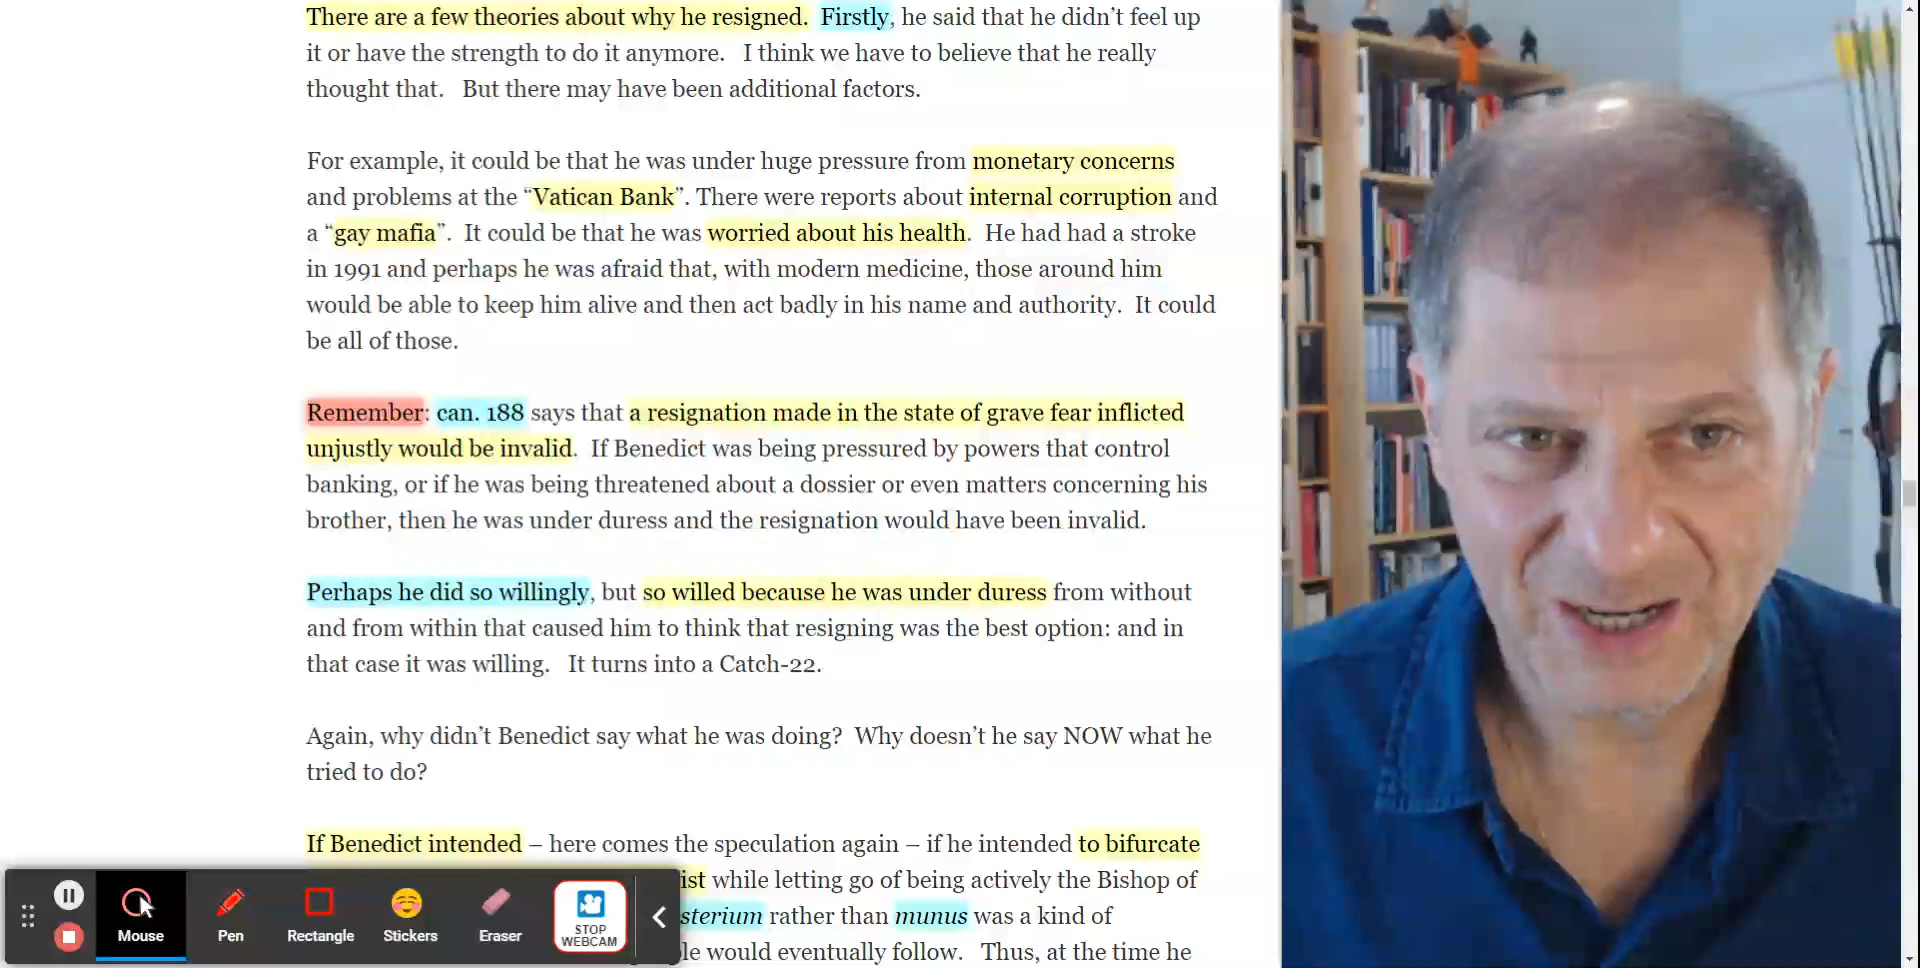 There are a few theories about why he resigned. Firstly, he said that he didn’t feel up
it or have the strength to do it anymore. I think we have to believe that he really
thought that. But there may have been additional factors.
For example, it could be that he was under huge pressure from monetary concerns
and problems at the “Vatican Bank”. There were reports about internal corruption and
a “gay mafia”. It could be that he was worried about his health. He had had a stroke
in 1991 and perhaps he was afraid that, with modern medicine, those around him
would be able to keep him alive and then act badly in his name and authority. It could
be all of those.
Remember: can. 188 says that a resignation made in the state of grave fear inflicted
unjustly would be invalid. If Benedict was being pressured by powers that control
banking, or if he was being threatened about a dossier or even matters concerning his
brother, then he was under duress and the resignation would have been invalid.
Perhaps he did so willingly, but so willed because he was under duress from without
and from within that caused him to think that resigning was the best option: and in
that case it was willing. It turns into a Catch-22.
Again, why didn’t Benedict say what he was doing? Why doesn’t he say NOW what he
tried to do?
If Benedict intended – here comes the speculation again – if he intended to bifurcate
ist while letting go of being actively the Bishop of
sterium rather than munus was a kind of
le would eventually follow. Thus, at the time he
Mouse
Pen
Rectangle
Stickers
Eraser
STOP
WEBCAM